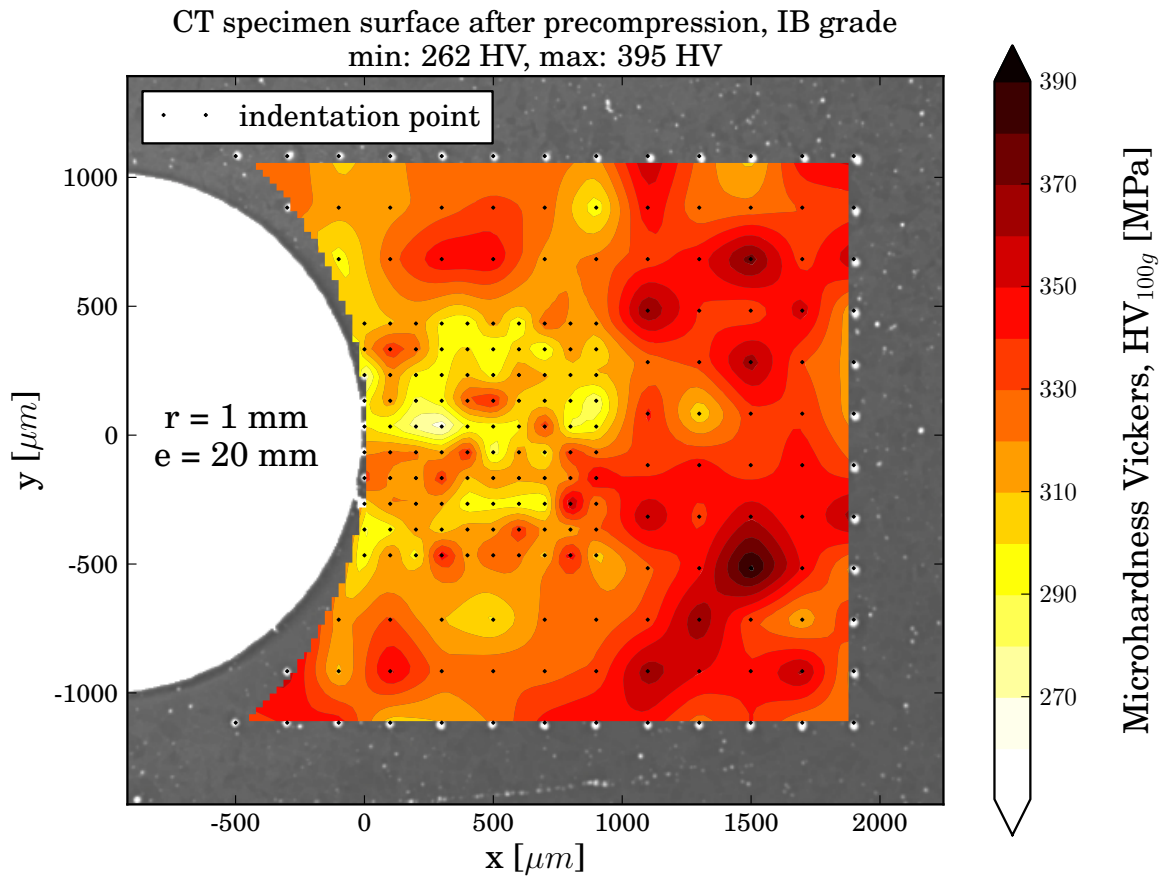 CT specimen surface after precompression, IB grade
min: 262 HV, max: 395 HV
indentation point
1000
500
0
-500
-1000
y [μm]
r = 1 mm
e = 20 mm
-500
0
500
1000
1500
2000
x [μm]
390
370
350
330
310
290
270
Microhardness Vickers, HV₁₀₀g [MPa]